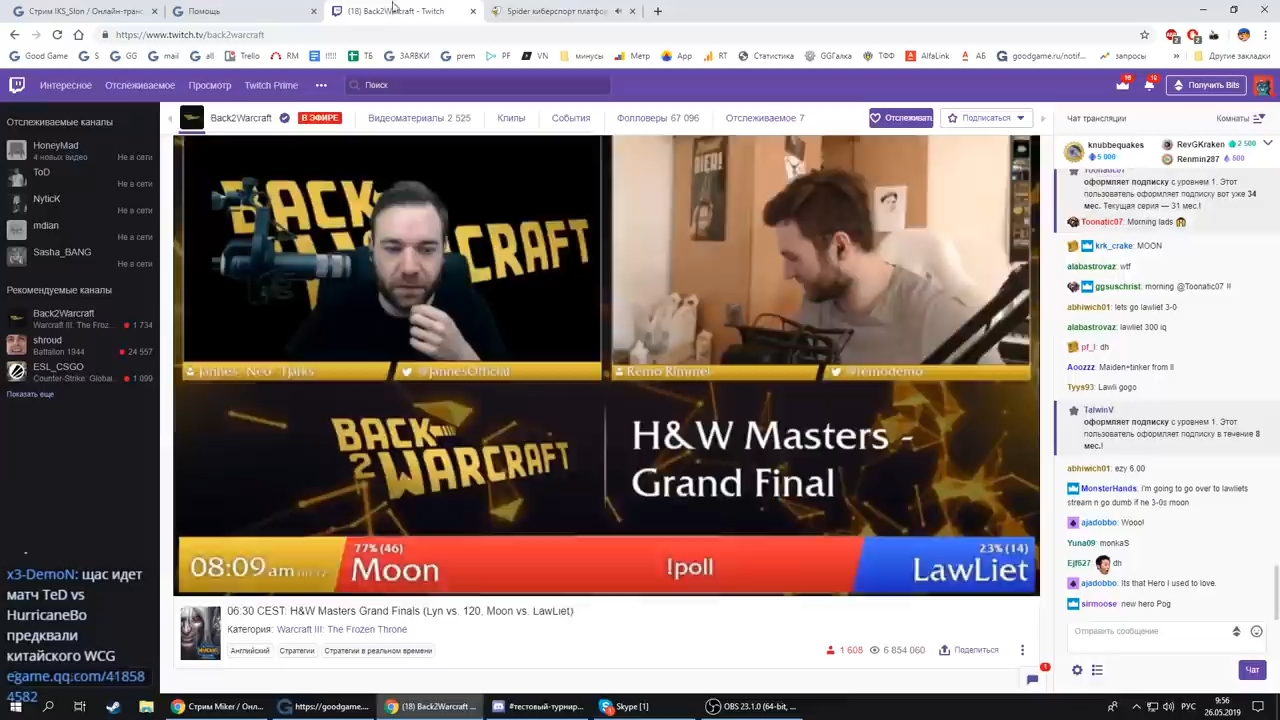 Стрим IKS_Slon - Онлайн-транс
Помощь
(18) Back2Warcraft - Twitch
Spider киберспорт платфор
https://www.twitch.tv/back2warcraft
Good Game
S
GG
mail
all
Trello
RM
!!!!
ТБ
ЗАЯВКИ
prem
PF
VN
минусы
Метр
App
RT
Статистика
GGГалка
ТФФ
AlfaLink
АБ
goodgame.ru/notif...
запросы
Другие закладки
Интересное
Отслеживаемое
Просмотр
Twitch Prime
Поиск
Получить Bits
Отслеживаемые каналы
HoneyMad
4 новых видео
Не в сети
ToD
Не в сети
NyticK
Не в сети
mdian
Не в сети
Sasha_BANG
Не в сети
Рекомендуемые каналы
Back2Warcraft
Warcraft III: The Froz...
1 734
shroud
Battalion 1944
24 557
ESL_CSGO
Counter-Strike: Global...
1 099
Показать еще
x3-DemoN: щас идет
матч TeD vs
HurricaneBo
предквали
китайского WCG
egame.qq.com/41858
4582
Back2Warcraft
В ЭФИРЕ
Видеоматериалы 2 525
Клипы
События
Фолловеры 67 096
Отслеживаемое 7
Отслеживать
Подписаться
@JannesOfficial
Remo Rimmel
@remodemo
BACK
2WARCRAFT
H&W Masters -
Grand Final
08:09am
77% (46)
Moon
!poll
23% (14)
LawLiet
06:30 CEST: H&W Masters Grand Finals (Lyn vs. 120, Moon vs. LawLiet)
Категория: Warcraft III: The Frozen Throne
Английский
Стратегии
Стратегии в реальном времени
1 608
6 854 060
Поделиться
Чат трансляции
Комнаты
knubbequakes
5 000
RevGKraken 2 500
Renmin287 500
Toonatic07
оформляет подписку с уровнем 1. Этот
пользователь оформляет подписку вот уже 34
мес. Текущая серия — 31 мес.!
Toonatic07: Morning lads
krk_crake: MOON
alabastrovaz: wtf
ggsuschrist: morning @Toonatic07 !!
abhiwich01: lets go lawliet 3-0
alabastrovaz: lawliet 300 iq
pf_l: dh
Aoozzz: Maiden+tinker from ll
Tyys93: Lawli gogo
TalwinV
оформляет подписку с уровнем 1. Этот
пользователь оформляет подписку в течение 8
мес.!
abhiwich01: ezy 6.00
MonsterHands: i'm going to go over to lawliets
stream n go dumb if he 3-0s moon
ajadobbo: Wooo!
Yuna09: monkaS
Ejf627: dh
ajadobbo: Its that Hero I used to love.
sirmoose: new hero Pog
Отправить сообщение
Чат
Стрим Miker / Онлу...
https://goodgame....
(18) Back2Warcraft ...
#тестовый-турнир...
Skype [1]
OBS 23.1.0 (64-bit, ...
РУС
9:56
26.05.2019